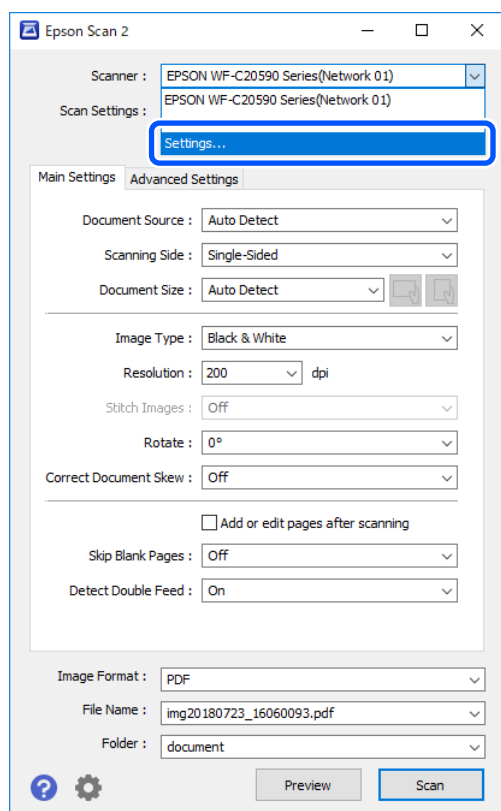 Epson Scan 2
Scanner : EPSON WF-C20590 Series(Network 01)
EPSON WF-C20590 Series(Network 01)
Scan Settings :
Settings...
Main Settings Advanced Settings
Document Source : Auto Detect
Scanning Side : Single-Sided
Document Size : Auto Detect
Image Type : Black & White
Resolution : 200 dpi
Stitch Images : Off
Rotate : 0°
Correct Document Skew : Off
Add or edit pages after scanning
Skip Blank Pages : Off
Detect Double Feed : On
Image Format : PDF
File Name : img20180723_16060093.pdf
Folder : document
? Preview Scan